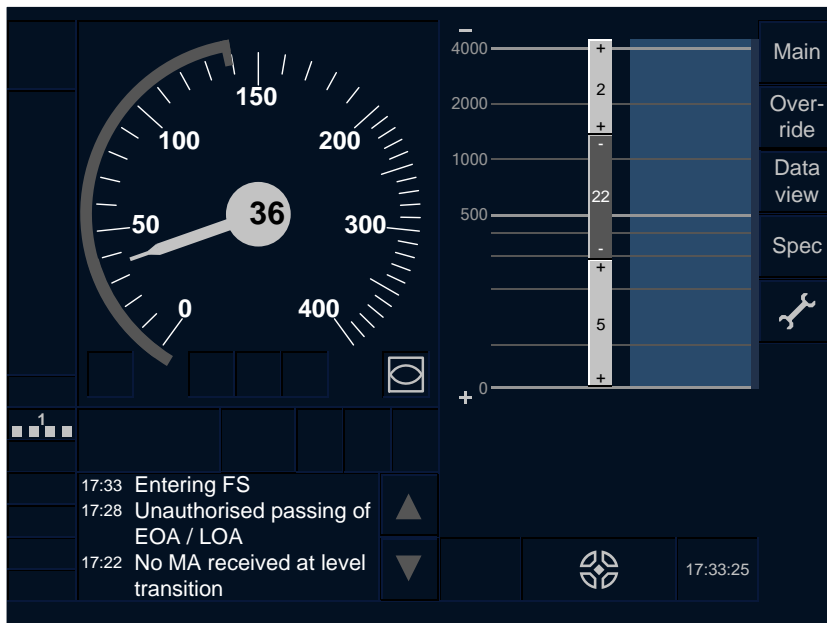 4000
Main
+
2
150
2000
Over-
ride
100
200
+
-
1000
Data
view
22
36
50
300
500
-
Spec
+
0
400
5
+
0
1
17:33 Entering FS
17:28 Unauthorised passing of
EOA / LOA
17:22 No MA received at level
transition
17:33:25